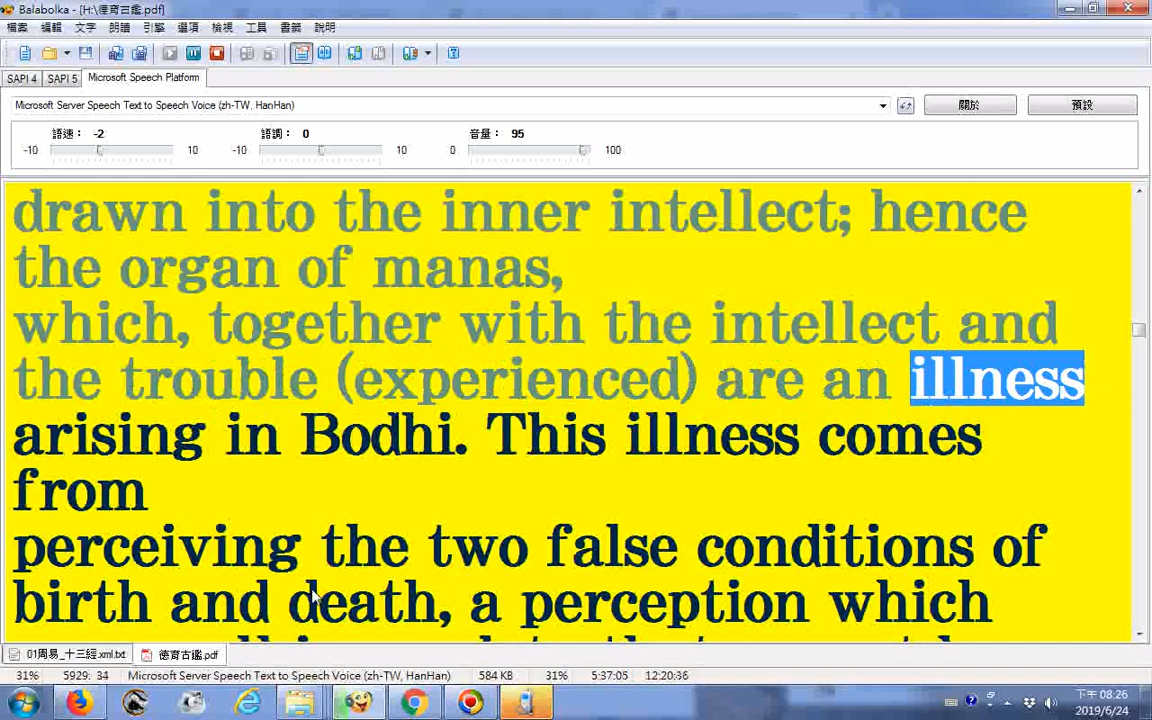 Balabolka - [H:\德育古鑑.pdf]
檔案 編輯 文字 朗讀 引擎 選項 檢視 工具 書籤 說明
SAPI 4 SAPI 5 Microsoft Speech Platform
Microsoft Server Speech Text to Speech Voice (zh-TW, HanHan) 關於 預設
語速： -2 語調： 0 音量： 95
-10 10 -10 10 0 100
drawn into the inner intellect; hence
the organ of manas,
which, together with the intellect and
the trouble (experienced) are an illness
arising in Bodhi. This illness comes
from
perceiving the two false conditions of
birth and death, a perception which
01周易_十三經.xml.txt 德育古鑑.pdf
31% 5929: 34 Microsoft Server Speech Text to Speech Voice (zh-TW, HanHan) 584 KB 31% 5:37:05 12:20:36
下午 08:26
2019/6/24